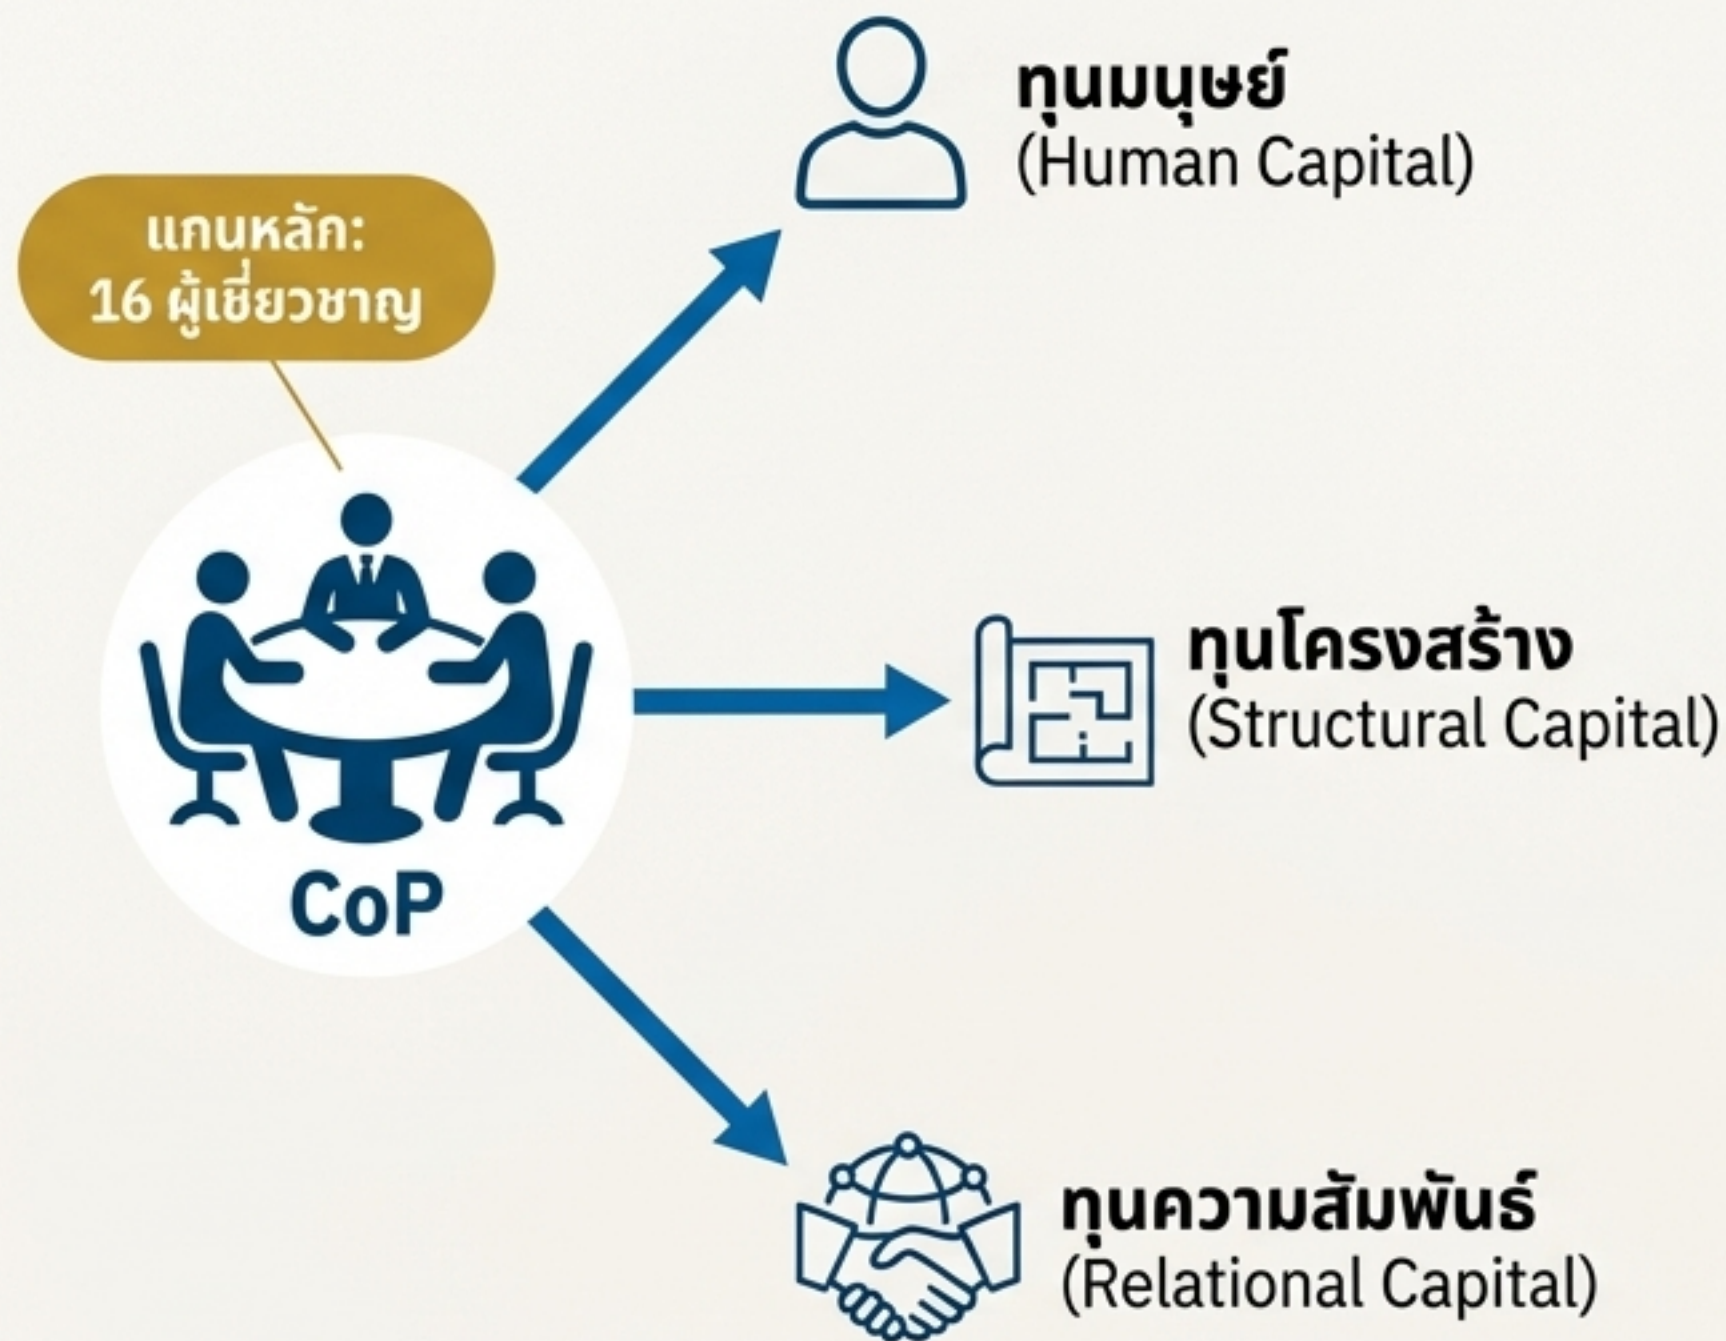 แกนหลัก:
16 ผู้เชี่ยวชาญ
CoP
ทุนมนุษย์
(Human Capital)
ทุนโครงสร้าง
(Structural Capital)
ทุนความสัมพันธ์
(Relational Capital)